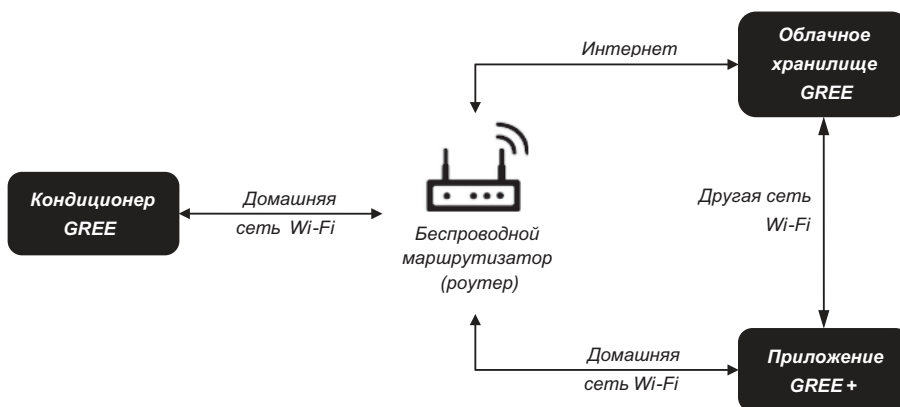 Интернет
Облачное
хранилище
GREE
Кондиционер
GREE
Домашняя
сеть Wi-Fi
Беспроводной
маршрутизатор
(роутер)
Другая сеть
Wi-Fi
Домашняя
сеть Wi-Fi
Приложение
GREE +